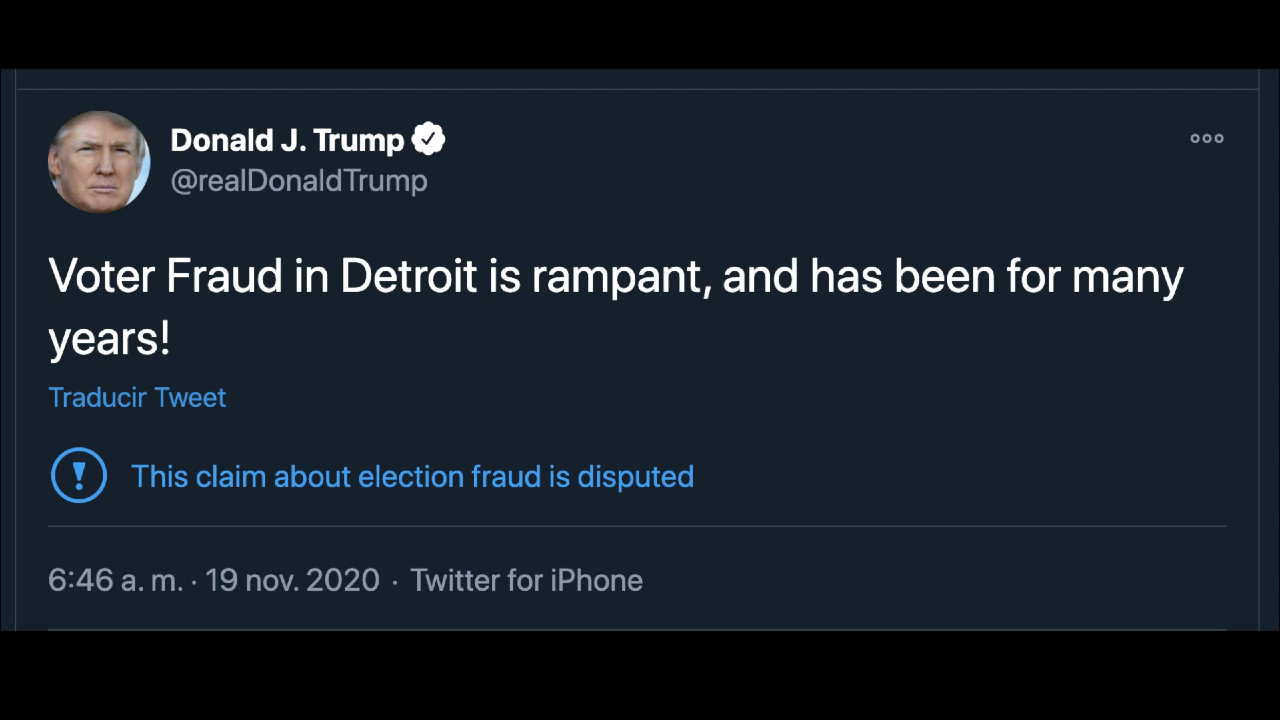 Donald J. Trump
@realDonaldTrump
Voter Fraud in Detroit is rampant, and has been for many
years!
Traducir Tweet
This claim about election fraud is disputed
6:46 a. m. · 19 nov. 2020 · Twitter for iPhone